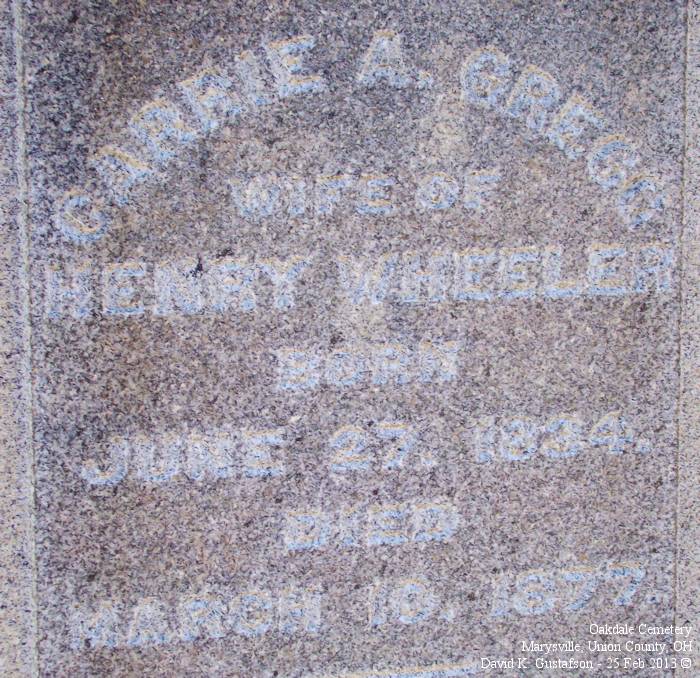 CARRIE A. GREGG
WIFE OF
HENRY WHEELER
BORN
JUNE 27, 1834.
DIED
MARCH 10, 1877.
Oakdale Cemetery
Marysville, Union County, OH
David K. Gustafson - 25 Feb 2013 ©